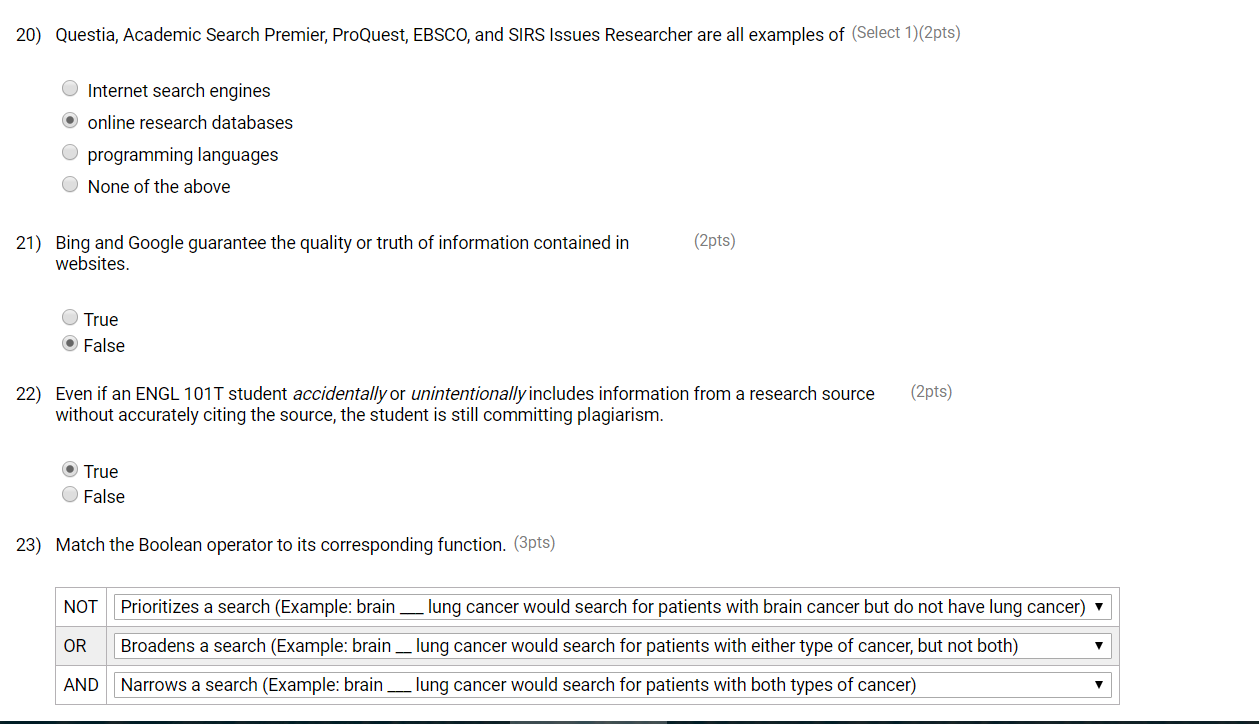 20) Questia, Academic Search Premier, ProQuest, EBSCO, and SIRS Issues Researcher are all examples of (Select 1)(2pts)
Internet search engines
online research databases
programming languages
None of the above
21) Bing and Google guarantee the quality or truth of information contained in (2pts)
websites.
True
False
22) Even if an ENGL 101T student accidentally or unintentionally includes information from a research source (2pts)
without accurately citing the source, the student is still committing plagiarism.
True
False
23) Match the Boolean operator to its corresponding function. (3pts)
NOT Prioritizes a search (Example: brain ___ lung cancer would search for patients with brain cancer but do not have lung cancer)
OR Broadens a search (Example: brain __ lung cancer would search for patients with either type of cancer, but not both)
AND Narrows a search (Example: brain ___ lung cancer would search for patients with both types of cancer)